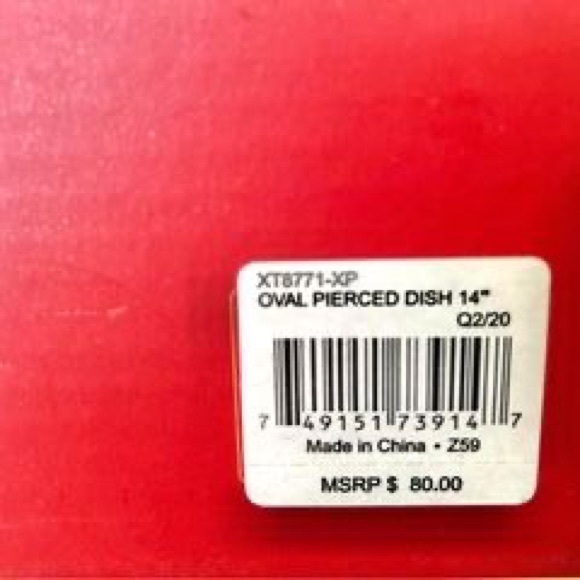 XT8771-XP
OVAL PIERCED DISH 14"
Q2/20
7 49151 73914 7
Made in China • Z59
MSRP $ 80.00